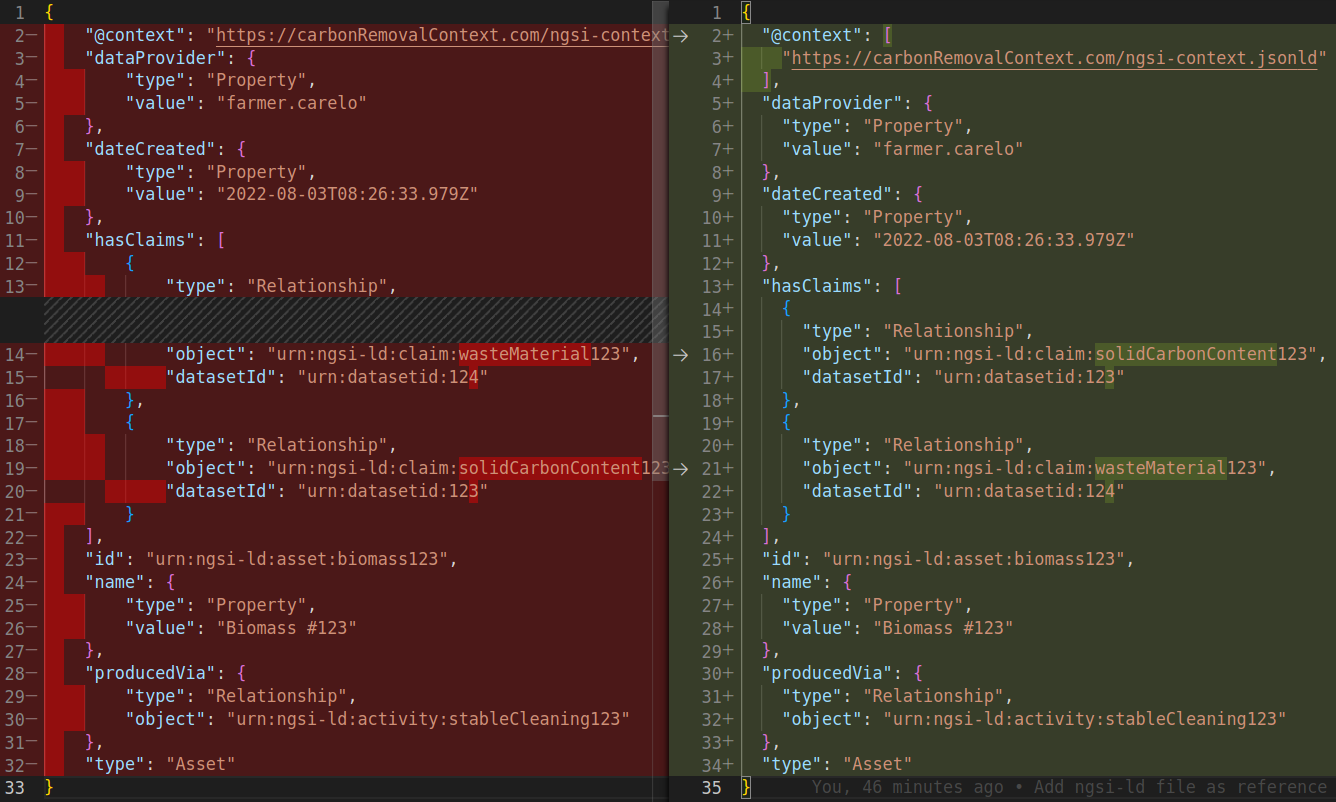 1 {
2− "@context": "https://carbonRemovalContext.com/ngsi-context
3− "dataProvider": {
4− "type": "Property",
5− "value": "farmer.carelo"
6− },
7− "dateCreated": {
8− "type": "Property",
9− "value": "2022-08-03T08:26:33.979Z"
10− },
11− "hasClaims": [
12− {
13− "type": "Relationship",
14− "object": "urn:ngsi-ld:claim:wasteMaterial123",
15− "datasetId": "urn:datasetid:124"
16− },
17− {
18− "type": "Relationship",
19− "object": "urn:ngsi-ld:claim:solidCarbonContent123
20− "datasetId": "urn:datasetid:123"
21− }
22− ],
23− "id": "urn:ngsi-ld:asset:biomass123",
24− "name": {
25− "type": "Property",
26− "value": "Biomass #123"
27− },
28− "producedVia": {
29− "type": "Relationship",
30− "object": "urn:ngsi-ld:activity:stableCleaning123"
31− },
32− "type": "Asset"
33 }
1 {
→ 2+ "@context": [
3+ "https://carbonRemovalContext.com/ngsi-context.jsonld"
4+ ],
5+ "dataProvider": {
6+ "type": "Property",
7+ "value": "farmer.carelo"
8+ },
9+ "dateCreated": {
10+ "type": "Property",
11+ "value": "2022-08-03T08:26:33.979Z"
12+ },
13+ "hasClaims": [
14+ {
15+ "type": "Relationship",
→ 16+ "object": "urn:ngsi-ld:claim:solidCarbonContent123",
17+ "datasetId": "urn:datasetid:123"
18+ },
19+ {
20+ "type": "Relationship",
→ 21+ "object": "urn:ngsi-ld:claim:wasteMaterial123",
22+ "datasetId": "urn:datasetid:124"
23+ }
24+ ],
25+ "id": "urn:ngsi-ld:asset:biomass123",
26+ "name": {
27+ "type": "Property",
28+ "value": "Biomass #123"
29+ },
30+ "producedVia": {
31+ "type": "Relationship",
32+ "object": "urn:ngsi-ld:activity:stableCleaning123"
33+ },
34+ "type": "Asset"
35 } You, 46 minutes ago • Add ngsi-ld file as reference